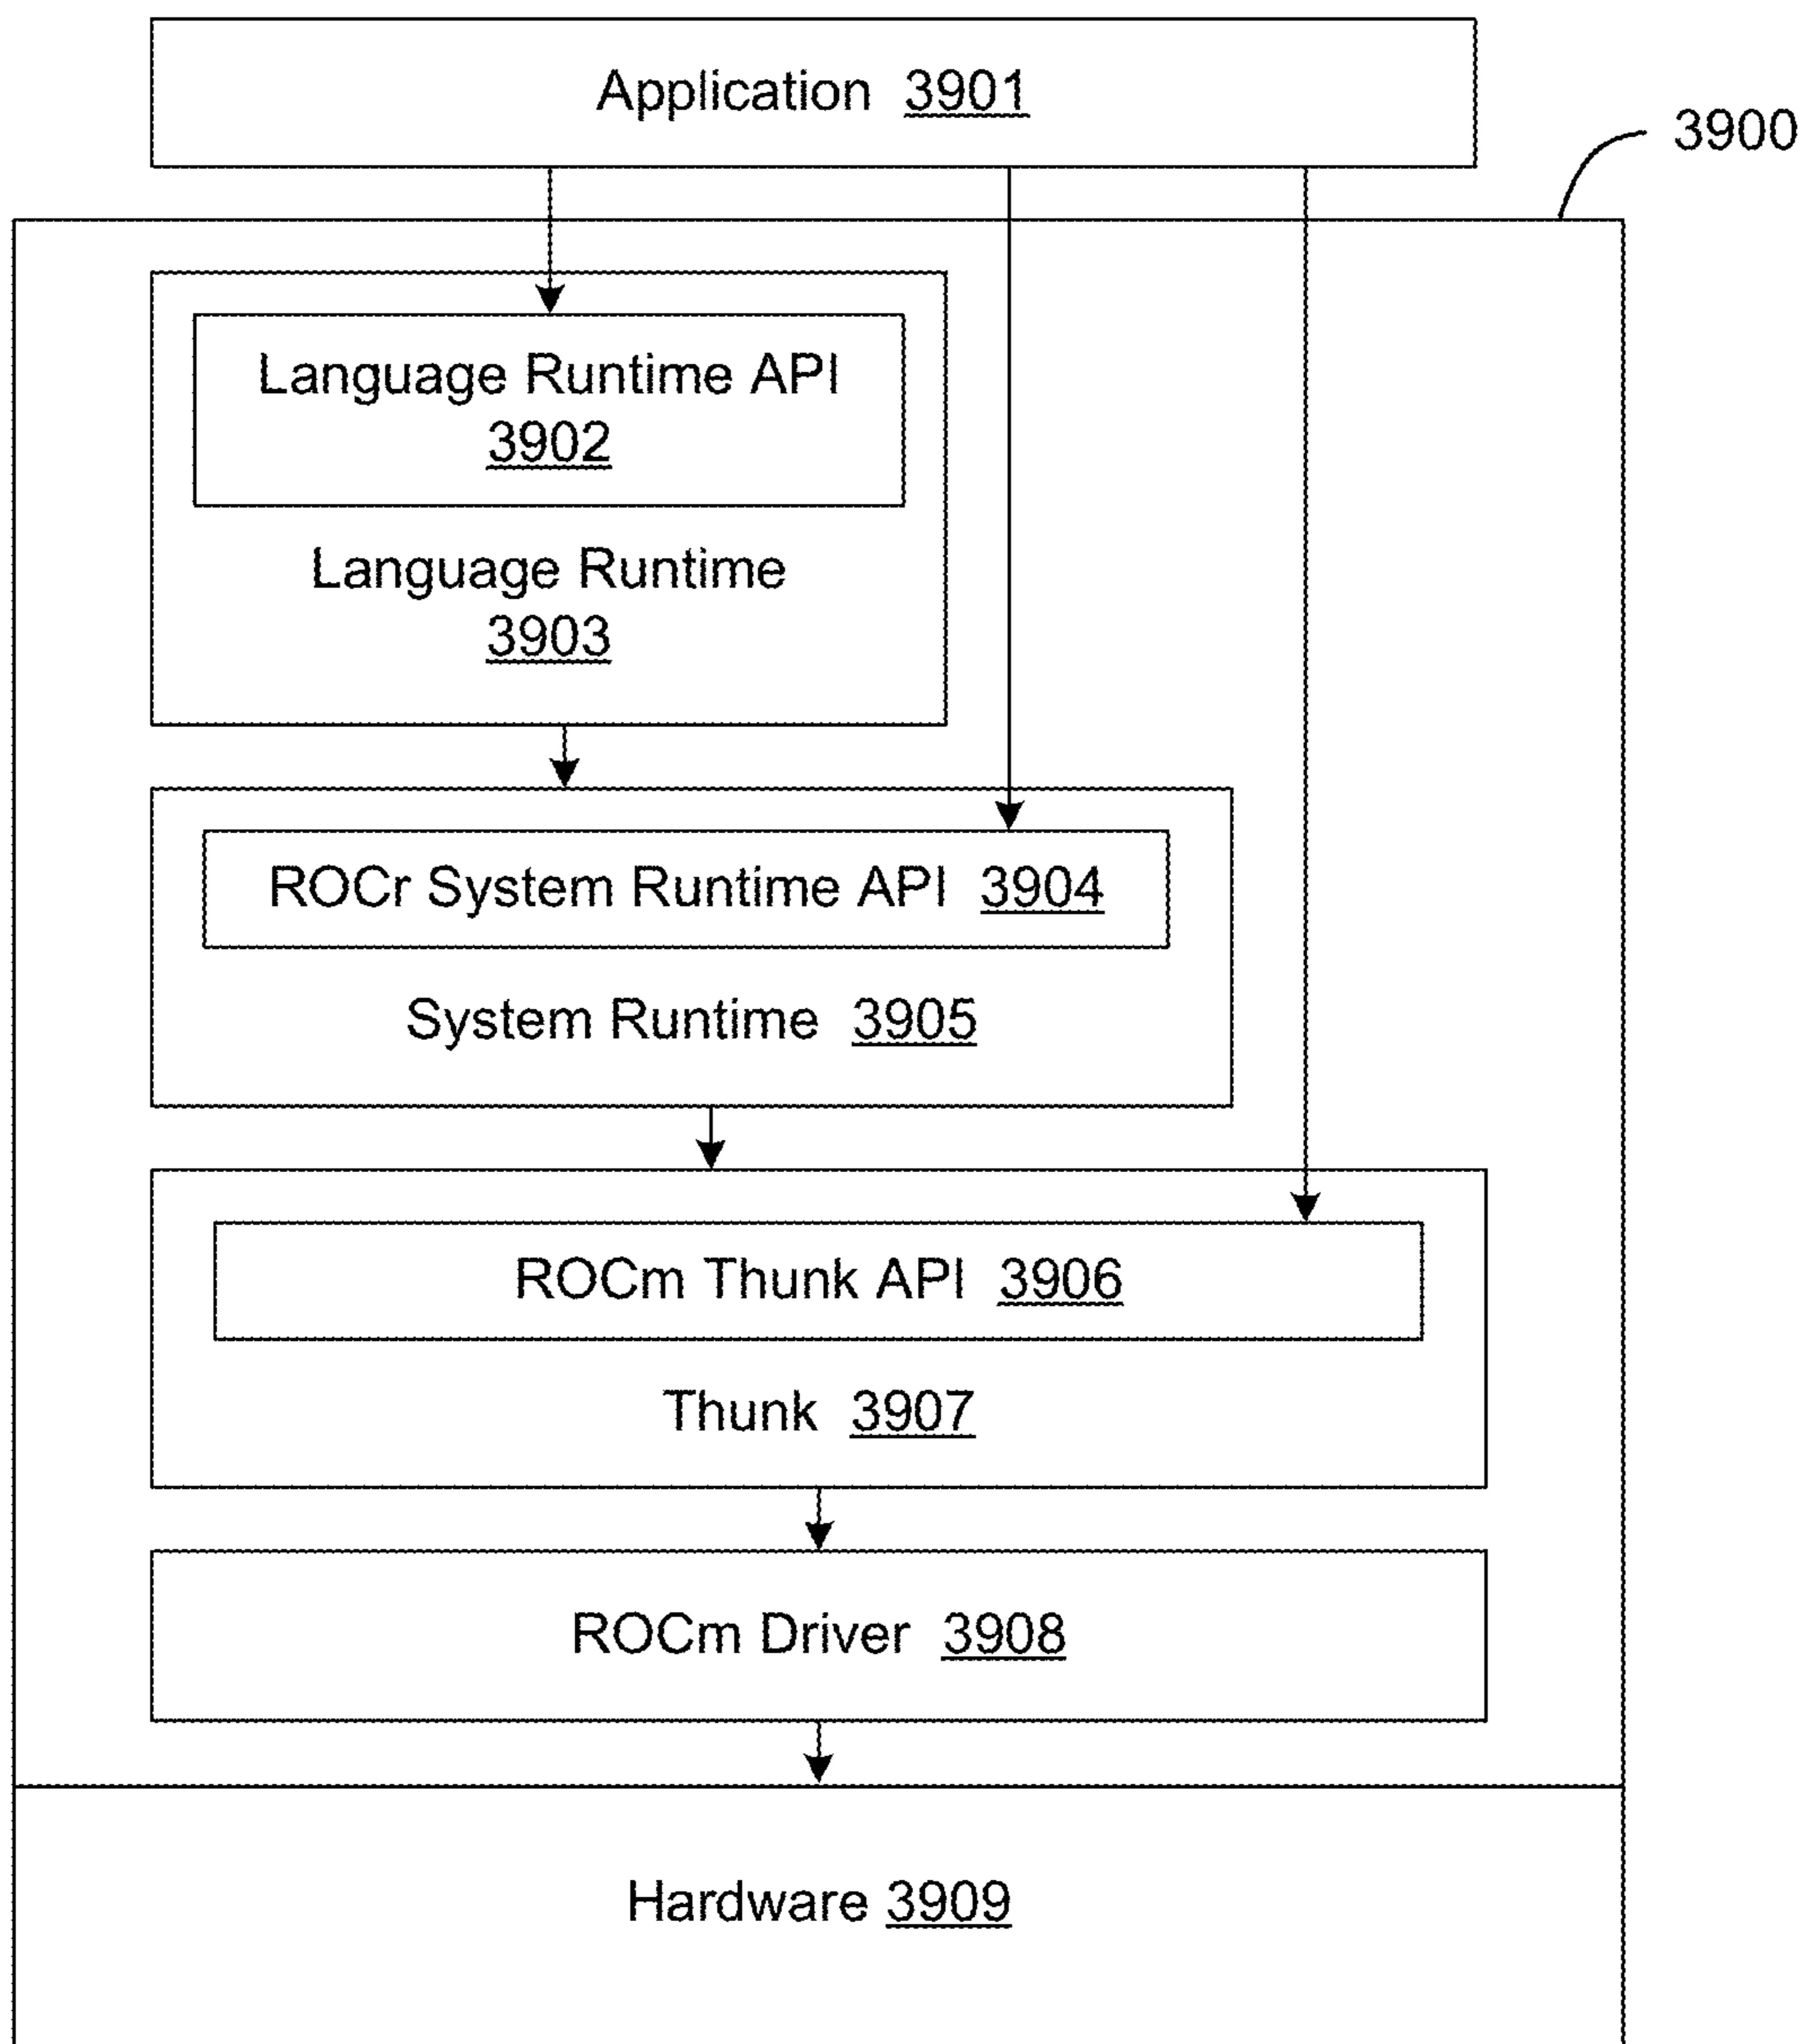 Application 3901
3900
Language Runtime API
3902
Language Runtime
3903
ROCr System Runtime API 3904
System Runtime 3905
ROCm Thunk API 3906
Thunk 3907
ROCm Driver 3908
Hardware 3909